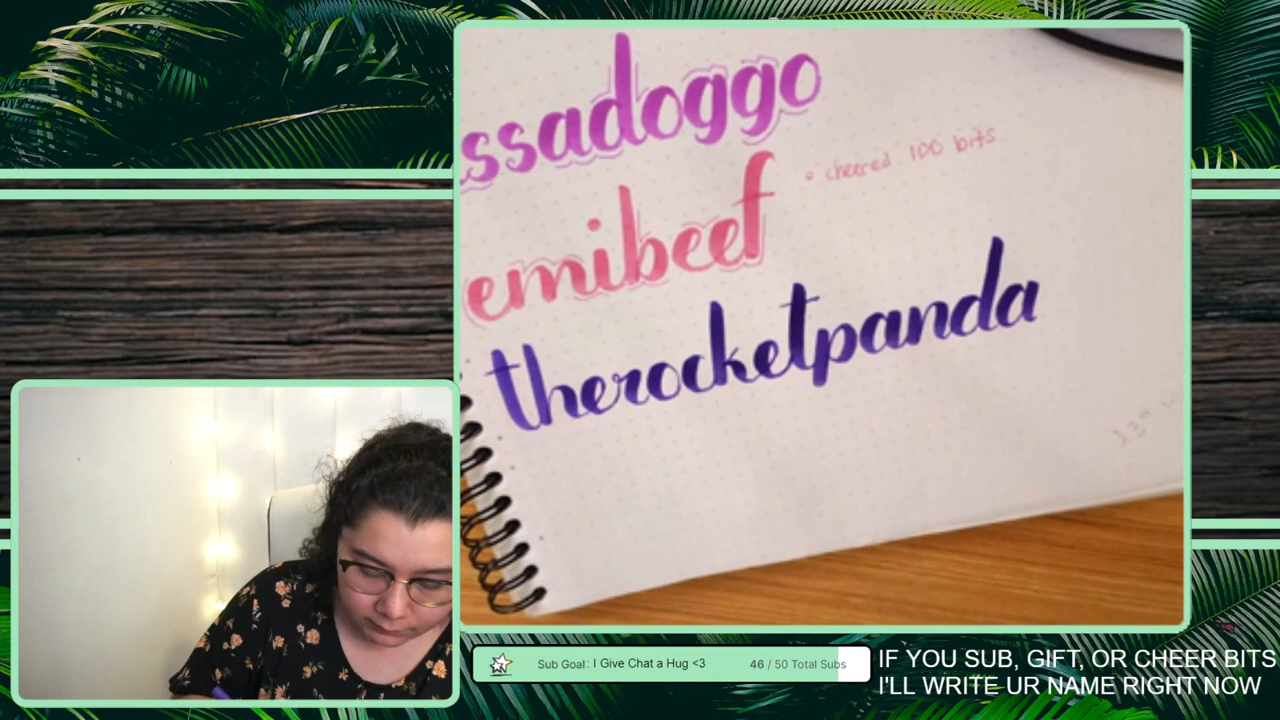 ssadoggo
emibeef
• cheered 100 bits
therocketpanda
Sub Goal: I Give Chat a Hug <3
46 / 50 Total Subs
IF YOU SUB, GIFT, OR CHEER BITS
I'LL WRITE UR NAME RIGHT NOW